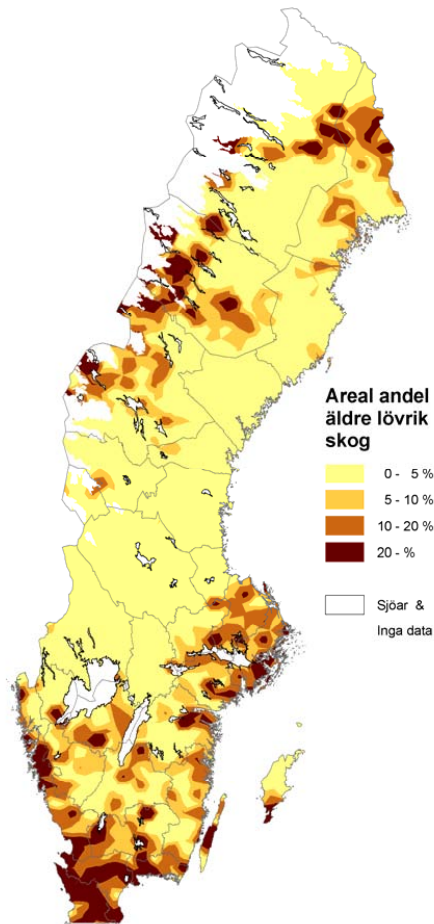 Areal andel
äldre lövrik
skog
0 - 5 %
5 - 10 %
10 - 20 %
20 - %
Sjöar &
Inga data